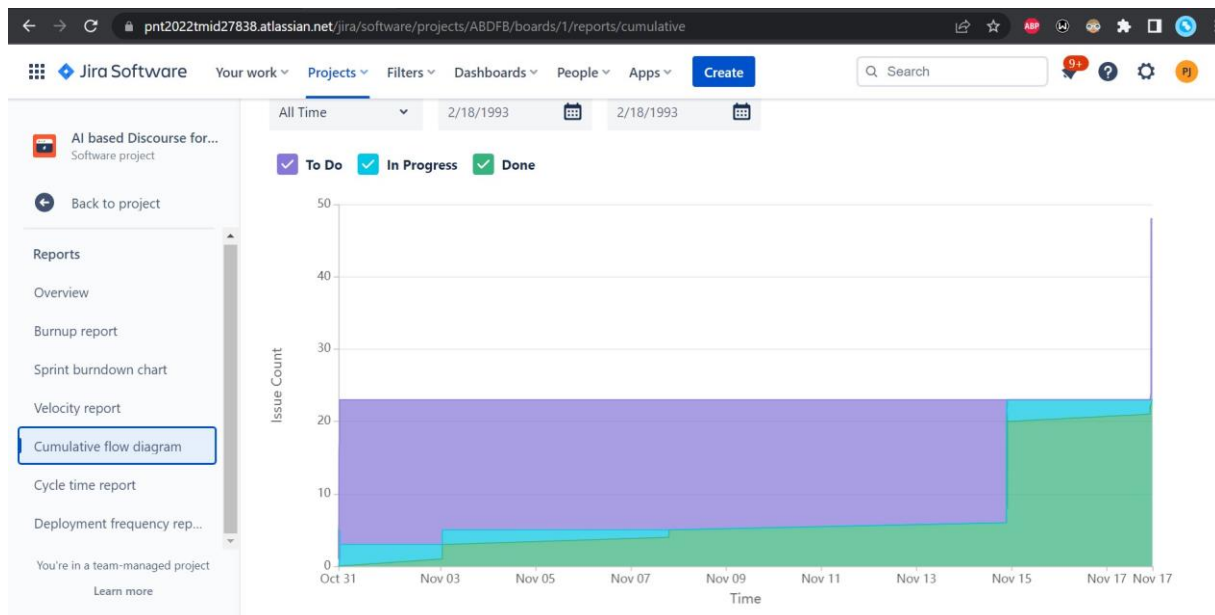 pnt2022tmid27838.atlassian.net/jira/software/projects/ABDFB/boards/1/reports/cumulative
ABP
Jira Software Your work Projects Filters Dashboards People Apps Create Search 9+ PJ
All Time 2/18/1993 2/18/1993
AI based Discourse for...
Software project
Back to project
Reports
Overview
Burnup report
Sprint burndown chart
Velocity report
Cumulative flow diagram
Cycle time report
Deployment frequency rep...
You're in a team-managed project
Learn more
To Do In Progress Done
Issue Count
50
40
30
20
10
0
Oct 31 Nov 03 Nov 05 Nov 07 Nov 09 Nov 11 Nov 13 Nov 15 Nov 17 Nov 17
Time